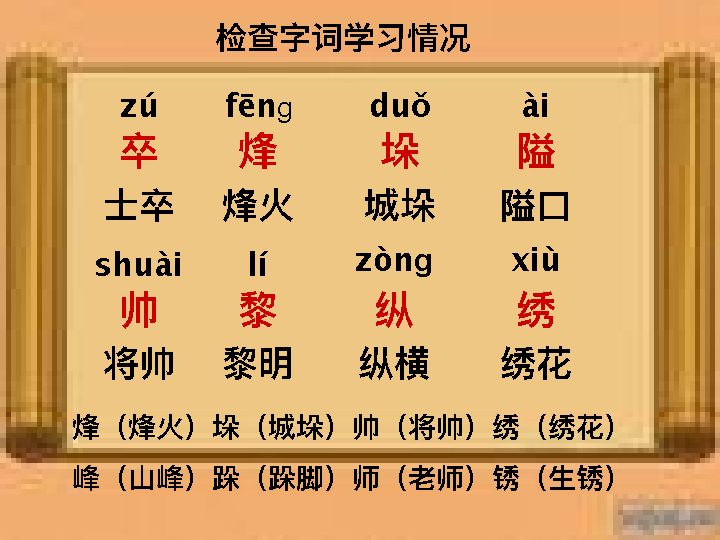 检查字词学习情况
zú fēng duǒ ài
卒 烽 垛 隘
士卒 烽火 城垛 隘口
shuài lí zòng xiù
帅 黎 纵 绣
将帅 黎明 纵横 绣花
烽（烽火）垛（城垛）帅（将帅）绣（绣花）
峰（山峰）跺（跺脚）师（老师）锈（生锈）